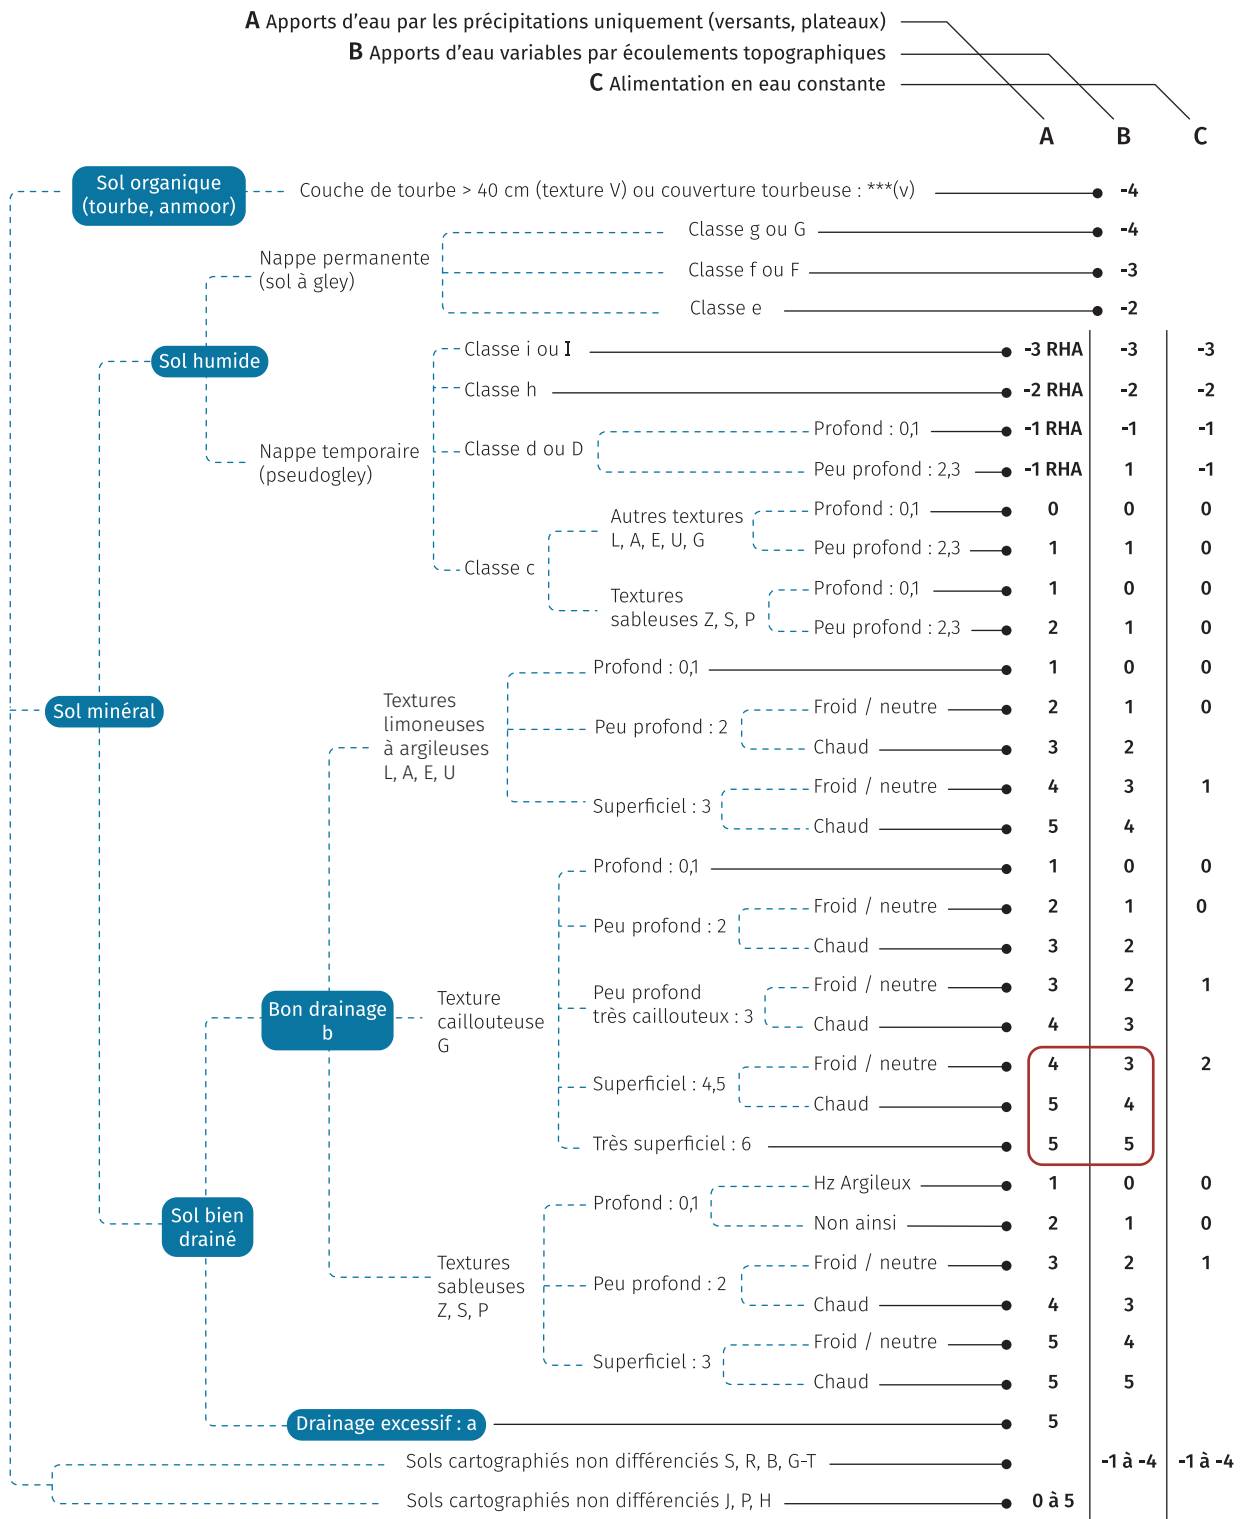 A Apports d'eau par les précipitations uniquement (versants, plateaux)
B Apports d'eau variables par écoulements topographiques
C Alimentation en eau constante
A B C
Sol organique
(tourbe, anmoor)
Couche de tourbe > 40 cm (texture V) ou couverture tourbeuse : ***(v) -4
Nappe permanente
(sol à gley)
Classe g ou G -4
Classe f ou F -3
Classe e -2
Sol humide
Classe i ou I -3 RHA -3 -3
Classe h -2 RHA -2 -2
Nappe temporaire
(pseudogley)
Classe d ou D
Profond : 0,1 -1 RHA -1 -1
Peu profond : 2,3 -1 RHA 1 -1
Classe c
Autres textures
L, A, E, U, G
Profond : 0,1 0 0 0
Peu profond : 2,3 1 1 0
Textures
sableuses Z, S, P
Profond : 0,1 1 0 0
Peu profond : 2,3 2 1 0
Sol minéral
Textures
limoneuses
à argileuses
L, A, E, U
Profond : 0,1 1 0 0
Peu profond : 2
Froid / neutre 2 1 0
Chaud 3 2
Superficiel : 3
Froid / neutre 4 3 1
Chaud 5 4
Bon drainage
b
Texture
caillouteuse
G
Profond : 0,1 1 0 0
Peu profond : 2
Froid / neutre 2 1 0
Chaud 3 2
Peu profond
très caillouteux : 3
Froid / neutre 3 2 1
Chaud 4 3
Superficiel : 4,5
Froid / neutre 4 3 2
Chaud 5 4
Très superficiel : 6 5 5
Sol bien
drainé
Textures
sableuses
Z, S, P
Profond : 0,1
Hz Argileux 1 0 0
Non ainsi 2 1 0
Peu profond : 2
Froid / neutre 3 2 1
Chaud 4 3
Superficiel : 3
Froid / neutre 5 4
Chaud 5 5
Drainage excessif : a 5
Sols cartographiés non différenciés S, R, B, G-T -1 à -4 -1 à -4
Sols cartographiés non différenciés J, P, H 0 à 5